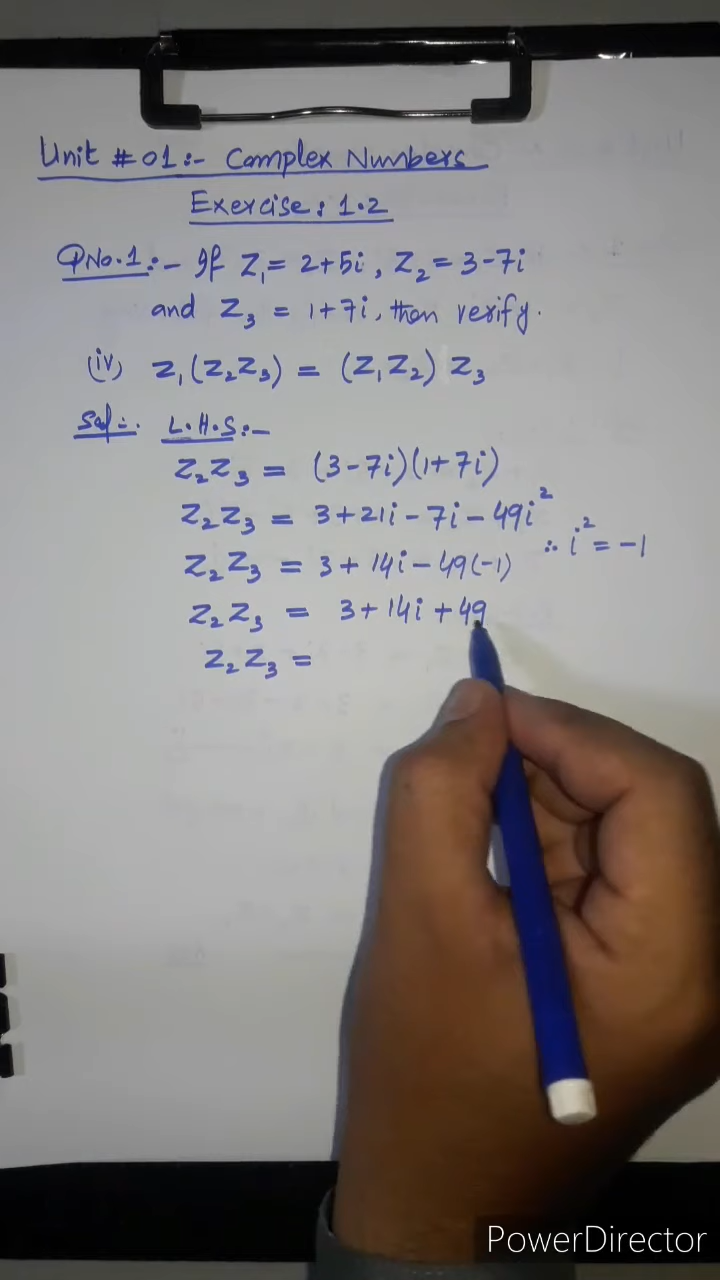 Unit # 01:- Complex Numbers
Exercise: 1.2
QNo.1:- If Z₁ = 2+5i, Z₂ = 3-7i
and Z₃ = 1+7i, then verify.
(iv) Z₁(Z₂Z₃) = (Z₁Z₂) Z₃
Sol:- L.H.S:-
Z₂Z₃ = (3-7i)(1+7i)
Z₂Z₃ = 3+21i-7i-49i²
∴ i² = -1
Z₂Z₃ = 3+14i-49(-1)
Z₂Z₃ = 3+14i+49
Z₂Z₃ =
PowerDirector